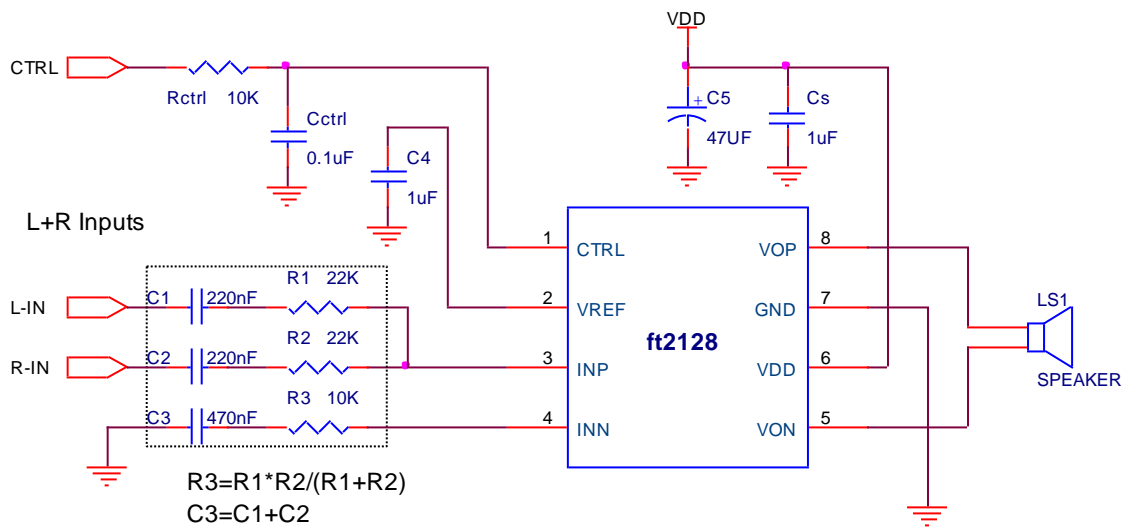 VDD
CTRL
Rctrl 10K
Cctrl
0.1uF
C4
1uF
+ C5
47UF
Cs
1uF
L+R Inputs
1 CTRL
2 VREF
3 INP
4 INN
ft2128
VOP 8
GND 7
VDD 6
VON 5
LS1
SPEAKER
L-IN
C1 220nF
R1 22K
R-IN
C2 220nF
R2 22K
C3 470nF
R3 10K
R3=R1*R2/(R1+R2)
C3=C1+C2